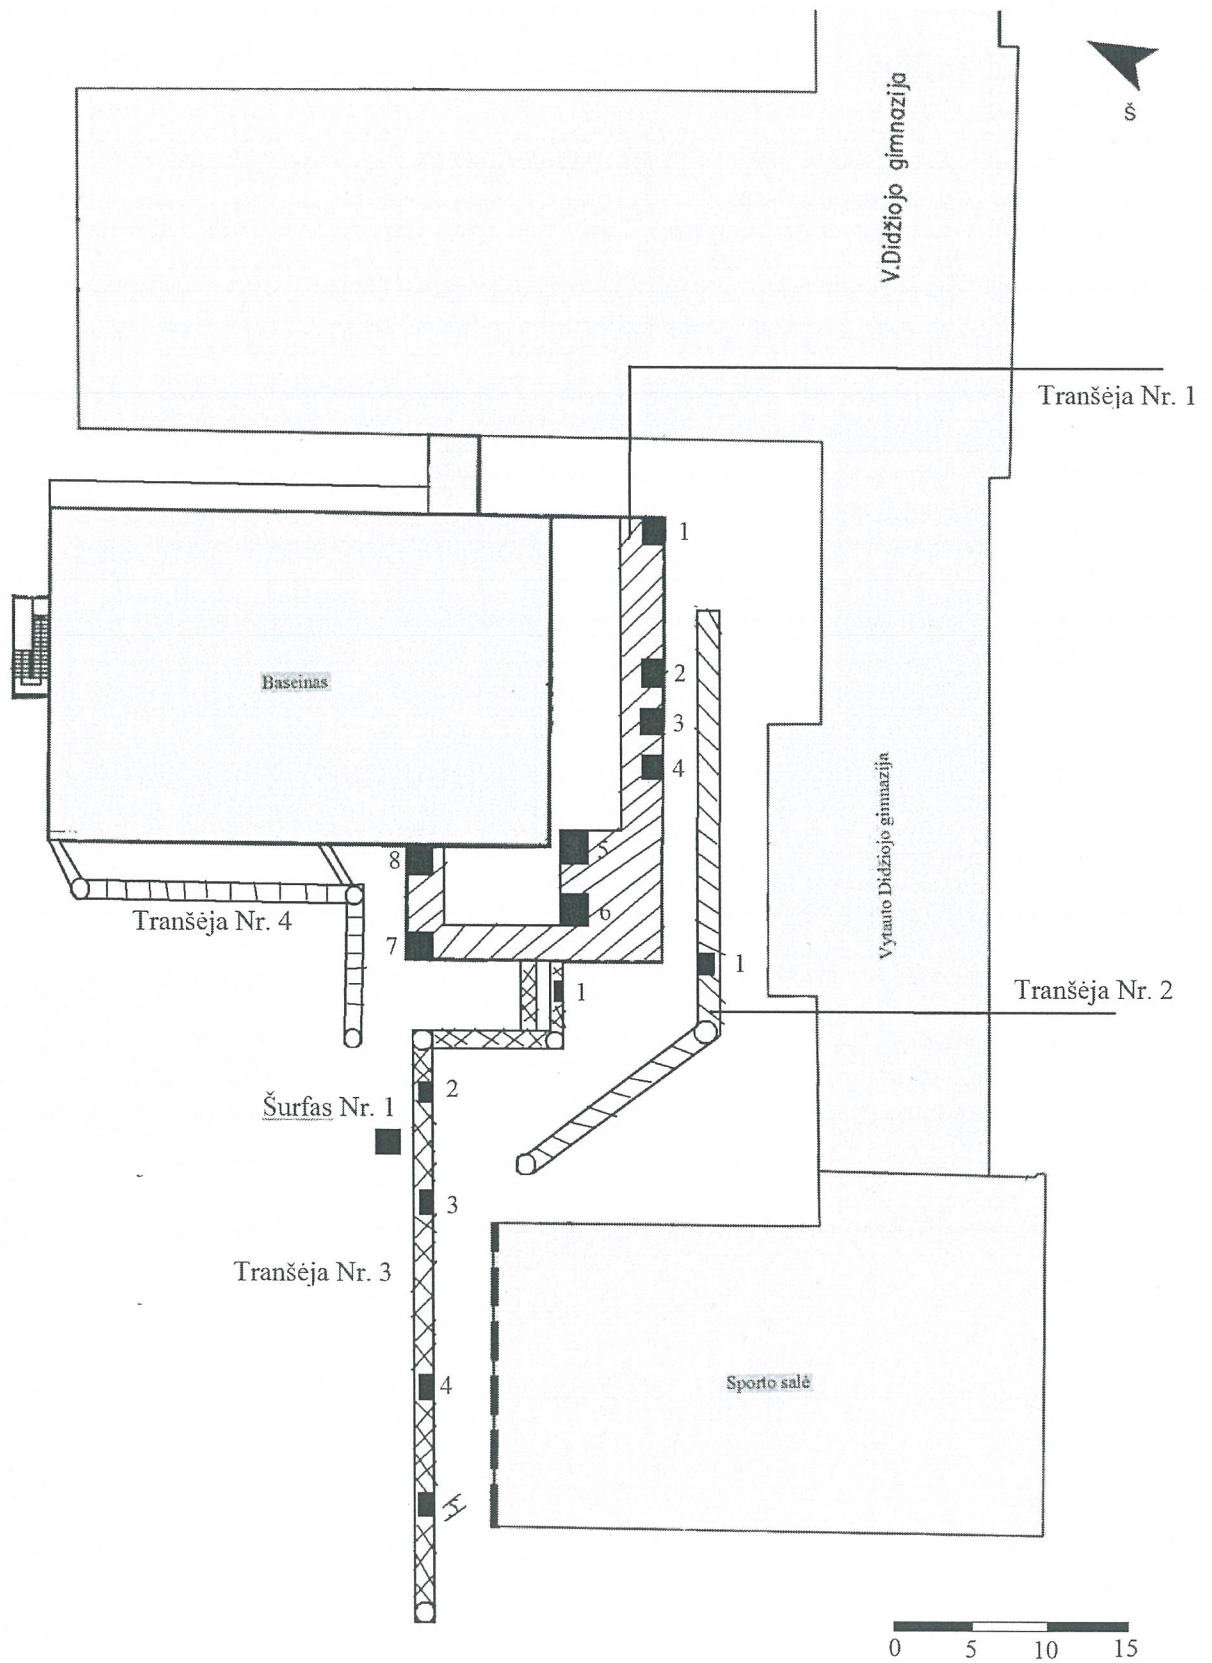 Š
V.Didžiojo gimnazija
Tranšėja Nr. 1
1
2
Baseinas
3
4
Vytauto Didžiojo gimnazija
5
8
6
Tranšėja Nr. 4
7
1
1
Tranšėja Nr. 2
2
Šurfas Nr. 1
3
Tranšėja Nr. 3
4
Sporto salė
5
0 5 10 15